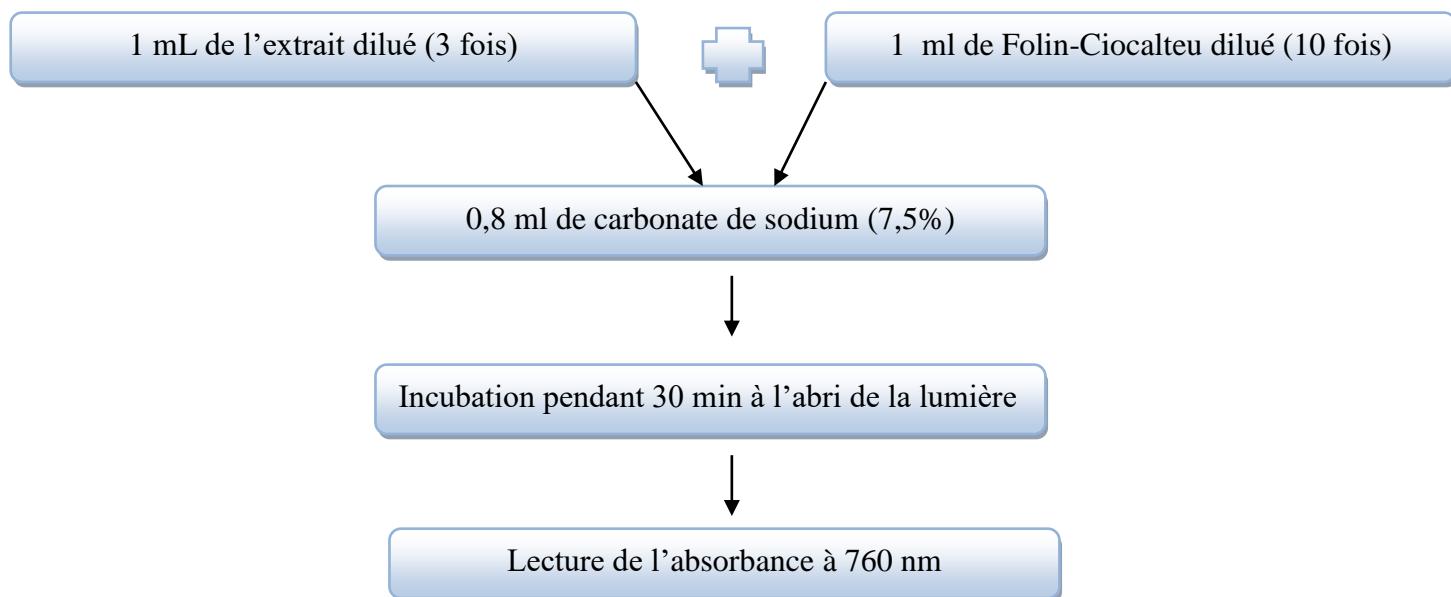 1 mL de l’extrait dilué (3 fois)
1 ml de Folin-Ciocalteu dilué (10 fois)
0,8 ml de carbonate de sodium (7,5%)
Incubation pendant 30 min à l’abri de la lumière
Lecture de l’absorbance à 760 nm